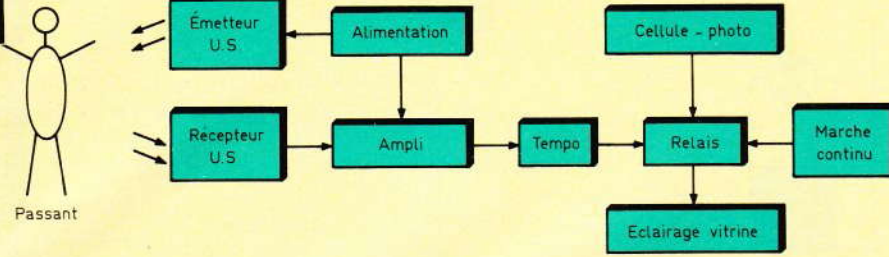 Émetteur
U.S.
Alimentation
Cellule - photo
Récepteur
U.S
Ampli
Tempo
Relais
Marche
continu
Passant
Eclairage vitrine